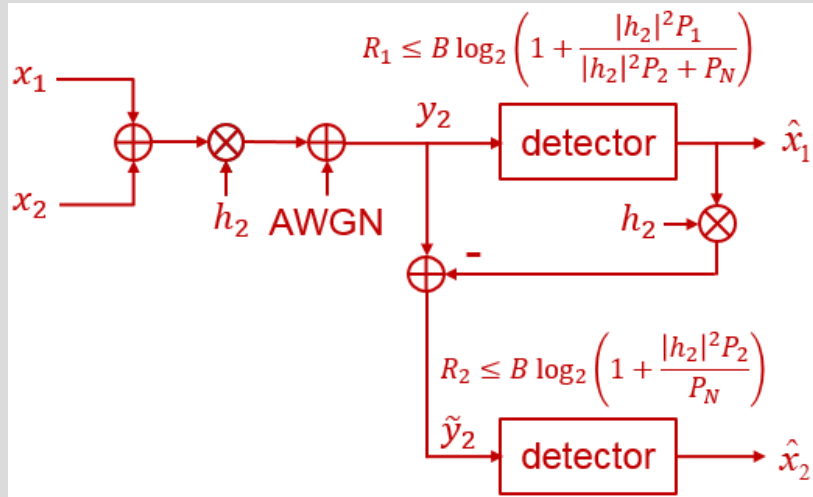 R₁ ≤ B log₂(1 + |h₂|²P₁ / (|h₂|²P₂ + P_N))
x₁
y₂
detector
x̂₁
x₂
h₂ AWGN
h₂
-
R₂ ≤ B log₂(1 + |h₂|²P₂ / P_N)
ỹ₂
detector
x̂₂